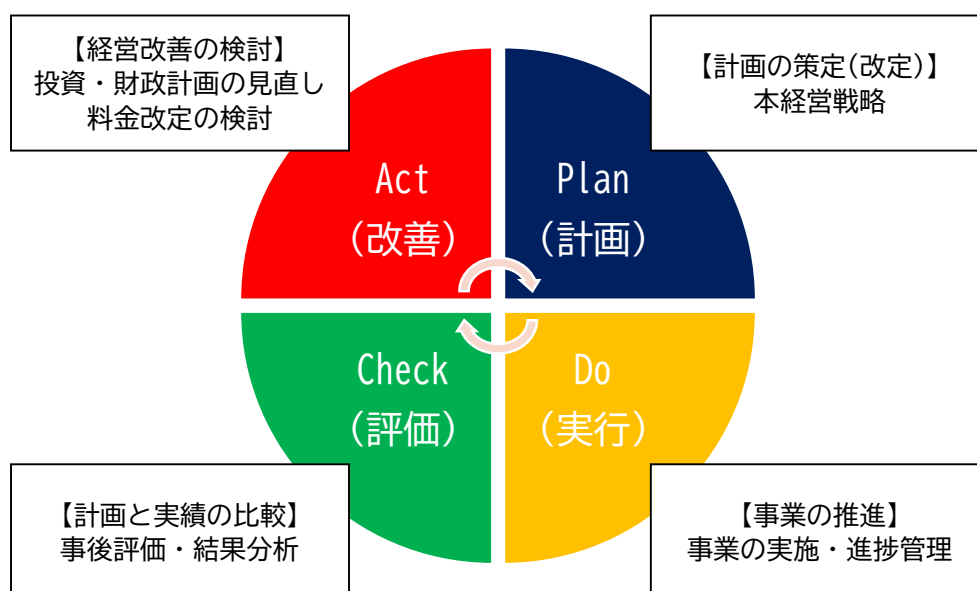 【経営改善の検討】
投資・財政計画の見直し
料金改定の検討
【計画の策定(改定)】
本経営戦略
Act
(改善)
Plan
(計画)
Check
(評価)
Do
(実行)
【計画と実績の比較】
事後評価・結果分析
【事業の推進】
事業の実施・進捗管理